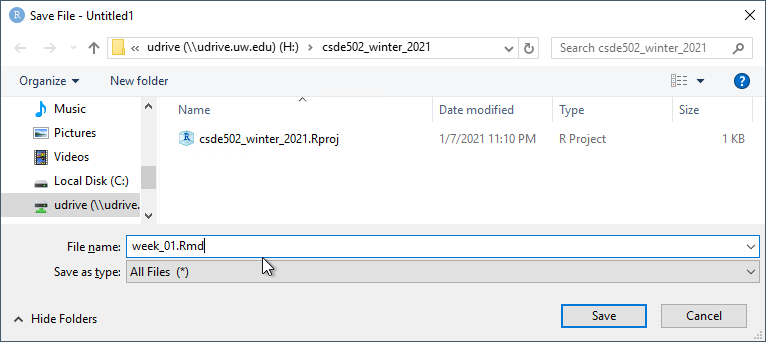 Save File - Untitled1
« udrive (\\udrive.uw.edu) (H:) > csde502_winter_2021
Search csde502_winter_2021
Organize New folder ?
Name Date modified Type Size
Music
Pictures
csde502_winter_2021.Rproj 1/7/2021 11:10 PM R Project 1 KB
Videos
Local Disk (C:)
udrive (\\udrive.
File name: week_01.Rmd
Save as type: All Files (*)
Hide Folders Save Cancel